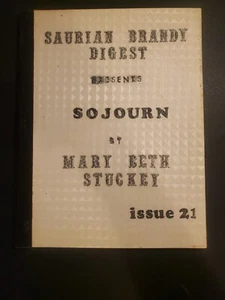 SAURIAN BRANDY
DIGEST
PRESENTS
SOJOURN
BY
MARY BETH
STUCKEY
issue 21